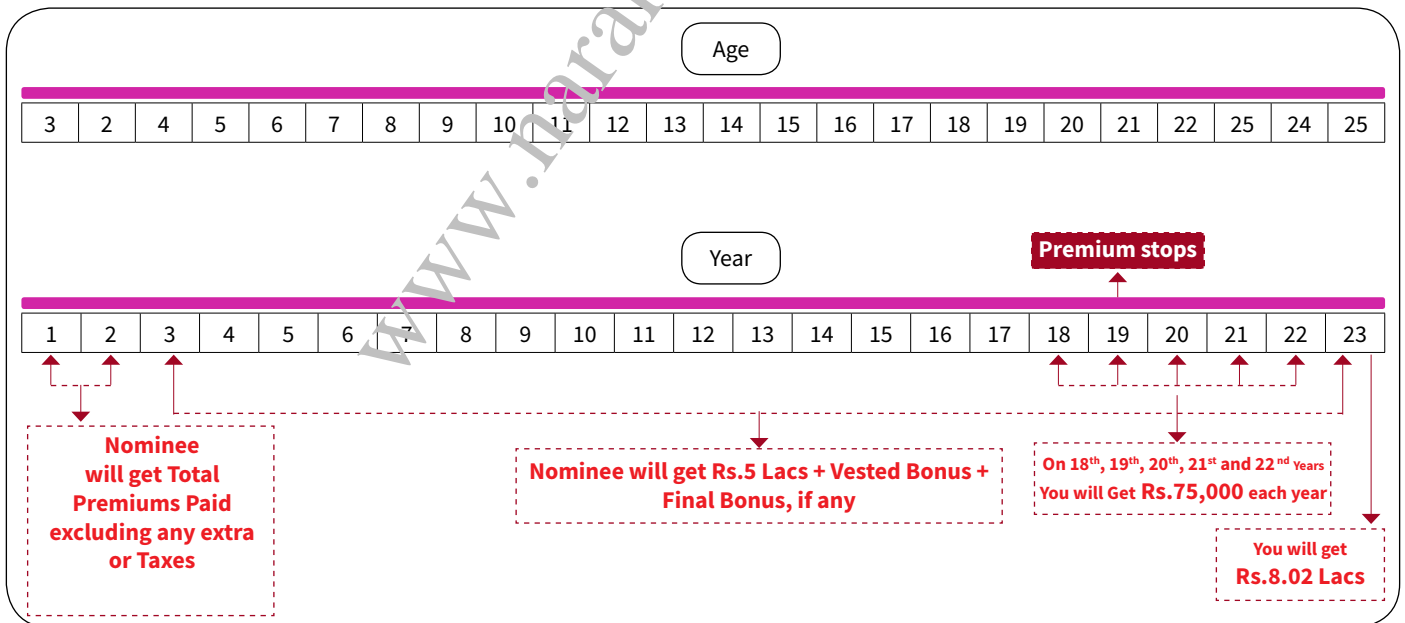 Age
3 2 4 5 6 7 8 9 10 11 12 13 14 15 16 17 18 19 20 21 22 25 24 25
Year
Premium stops
1 2 3 4 5 6 7 8 9 10 11 12 13 14 15 16 17 18 19 20 21 22 23
Nominee
will get Total
Premiums Paid
excluding any extra
or Taxes
Nominee will get Rs.5 Lacs + Vested Bonus +
Final Bonus, if any
On 18th, 19th, 20th, 21st and 22nd Years
You will Get Rs.75,000 each year
You will get
Rs.8.02 Lacs